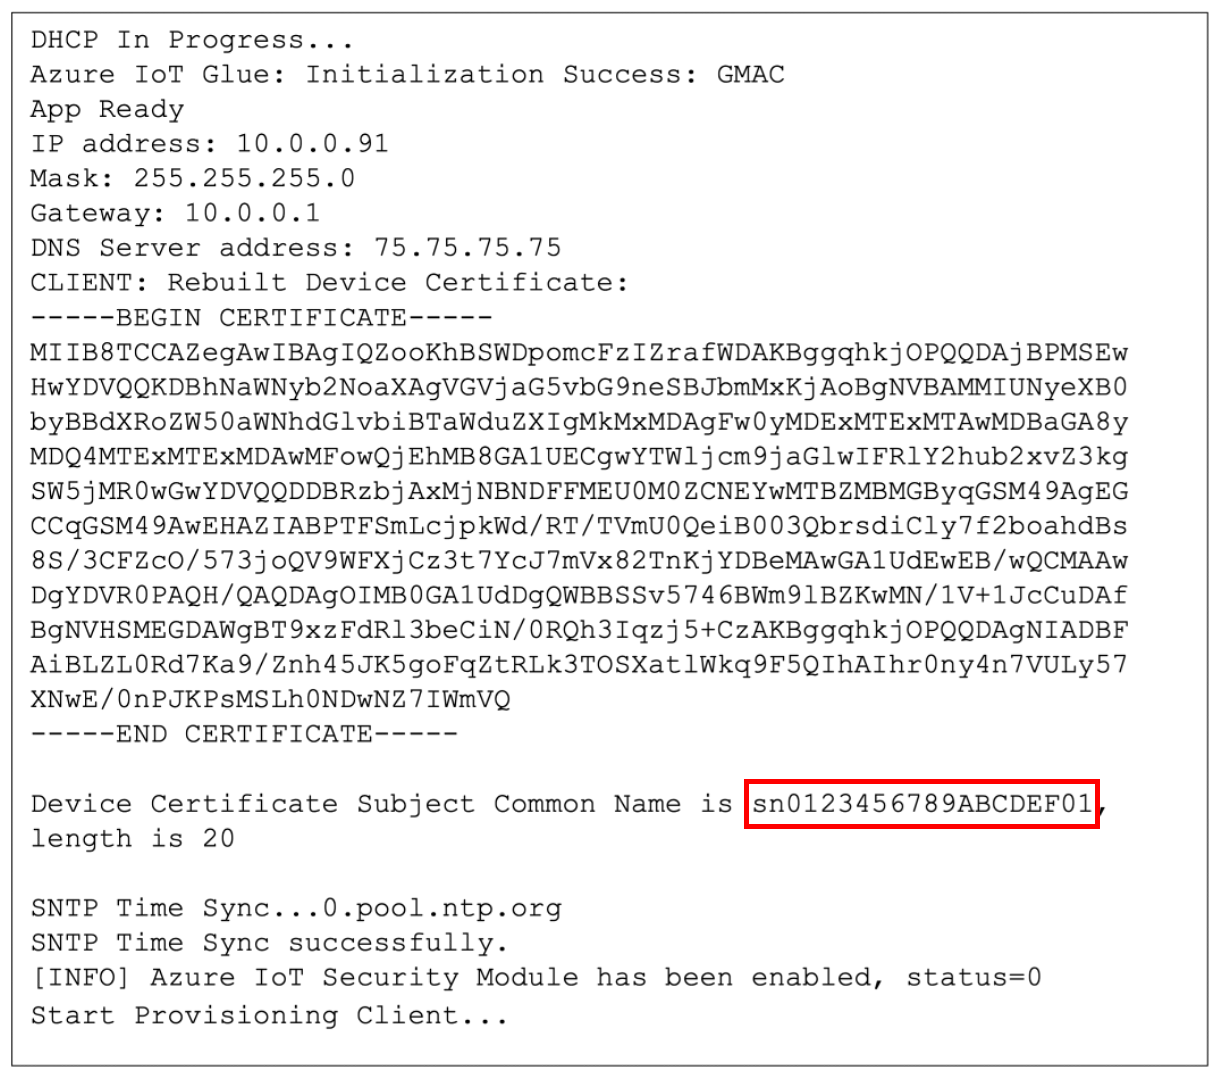 DHCP In Progress...
Azure IoT Glue: Initialization Success: GMAC
App Ready
IP address: 10.0.0.91
Mask: 255.255.255.0
Gateway: 10.0.0.1
DNS Server address: 75.75.75.75
CLIENT: Rebuilt Device Certificate:
-----BEGIN CERTIFICATE-----
MIIB8TCCAZegAwIBAgIQZooKhBSWDpomcFzIZrafWDAKBggqhkjOPQQDAjBPMSEw
HwYDVQQKDBhNaWNyb2NoaXAgVGVjaG5vbG9neSBJbmMxKjAoBgNVBAMMIUNyeXB0
byBBdXRoZW50aWNhdGlvbiBTaWduZXIgMkMxMDAgFw0yMDExMTExMTAwMDBaGA8y
MDQ4MTExMTExMDAwMFowQjEhMB8GA1UECgwYTWljcm9jaGlwIFRlY2hub2xvZ3kg
SW5jMR0wGwYDVQQDDBRzbjAxMjNBNDFFMEU0M0ZCNEYwMTBZMBMGByqGSM49AgEG
CCqGSM49AwEHAZIABPTFSmLcjpkWd/RT/TVmU0QeiB003QbrsdiCly7f2boahdBs
8S/3CFZcO/573joQV9WFXjCz3t7YcJ7mVx82TnKjYDBeMAwGA1UdEwEB/wQCMAAw
DgYDVR0PAQH/QAQDAgOIMB0GA1UdDgQWBBSSv5746BWm9lBZKwMN/1V+1JcCuDAf
BgNVHSMEGDAWgBT9xzFdRl3beCiN/0RQh3Iqzj5+CzAKBggqhkjOPQQDAgNIADBF
AiBLZL0Rd7Ka9/Znh45JK5goFqZtRLk3TOSXatlWkq9F5QIhAIhr0ny4n7VULy57
XNwE/0nPJKPsMSLh0NDwNZ7IWmVQ
-----END CERTIFICATE-----
Device Certificate Subject Common Name is sn0123456789ABCDEF01,
length is 20
SNTP Time Sync...0.pool.ntp.org
SNTP Time Sync successfully.
[INFO] Azure IoT Security Module has been enabled, status=0
Start Provisioning Client...